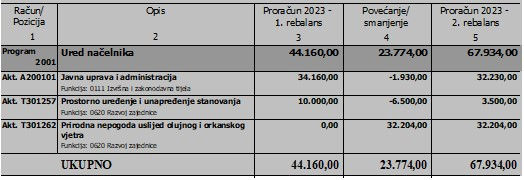 Račun/ Pozicija Opis Proračun 2023 - 1. rebalans Povećanje/ smanjenje Proračun 2023 - 2. rebalans
1 2 3 4 5
Program 2001 Ured načelnika 44.160,00 23.774,00 67.934,00
Akt. A200101 Javna uprava i administracija 34.160,00 -1.930,00 32.230,00
Funkcija: 0111 Izvršna i zakonodavna tijela
Akt. T301257 Prostorno uređenje i unapređenje stanovanja 10.000,00 -6.500,00 3.500,00
Funkcija: 0620 Razvoj zajednice
Akt. T301262 Prirodna nepogoda uslijed olujnog i orkanskog vjetra 0,00 32.204,00 32.204,00
Funkcija: 0620 Razvoj zajednice
UKUPNO 44.160,00 23.774,00 67.934,00